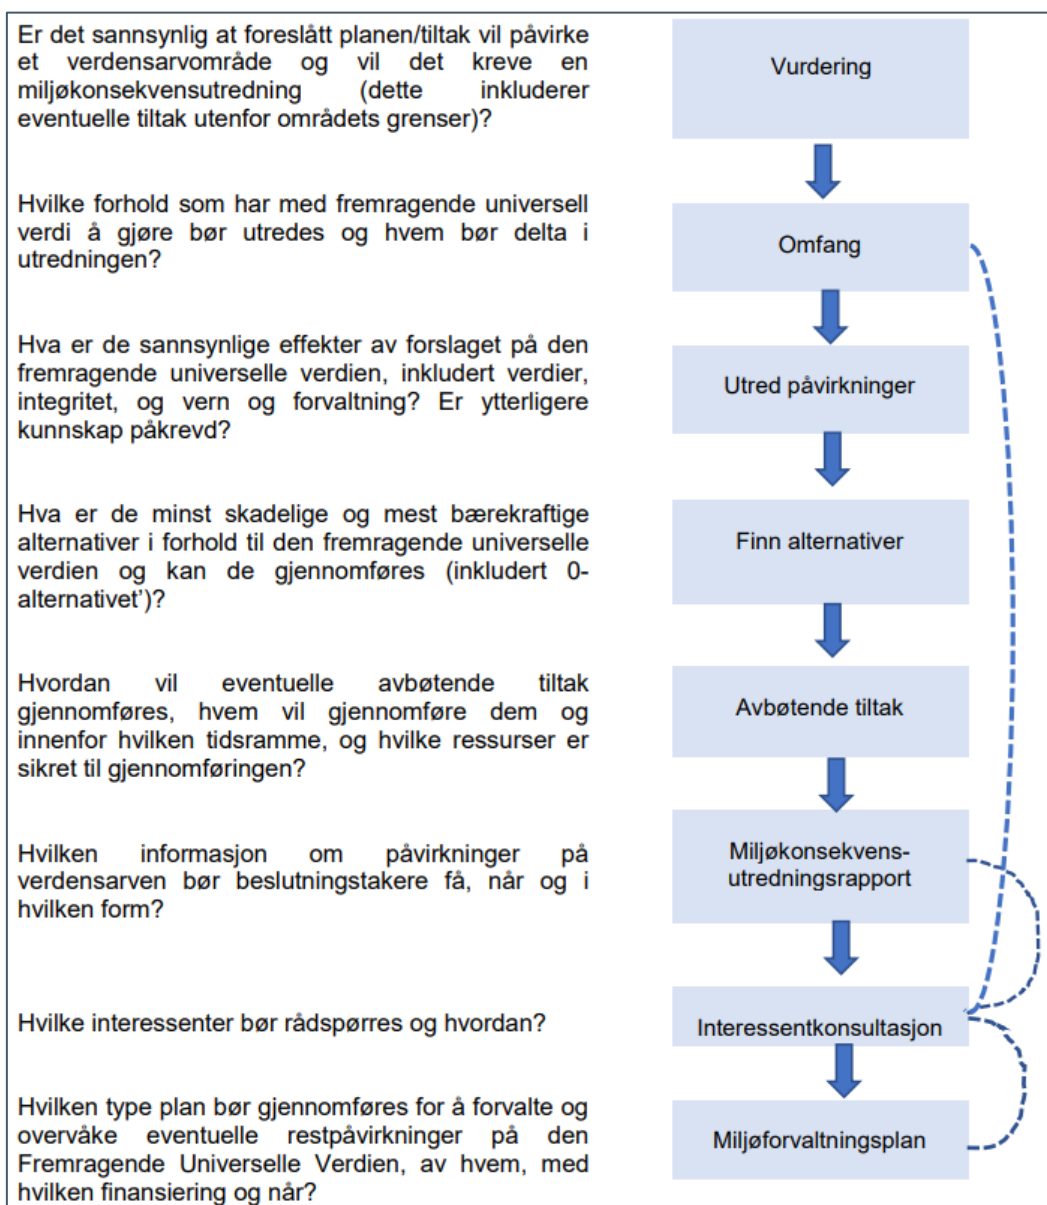 Er det sannsynlig at foreslått planen/tiltak vil påvirke
et verdensarvområde og vil det kreve en
miljøkonsekvensutredning (dette inkluderer
eventuelle tiltak utenfor områdets grenser)?
Vurdering
Hvilke forhold som har med fremragende universell
verdi å gjøre bør utredes og hvem bør delta i
utredningen?
Omfang
Hva er de sannsynlige effekter av forslaget på den
fremragende universelle verdien, inkludert verdier,
integritet, og vern og forvaltning? Er ytterligere
kunnskap påkrevd?
Utred påvirkninger
Hva er de minst skadelige og mest bærekraftige
alternativer i forhold til den fremragende universelle
verdien og kan de gjennomføres (inkludert 0-
alternativet’)?
Finn alternativer
Hvordan vil eventuelle avbøtende tiltak
gjennomføres, hvem vil gjennomføre dem og
innenfor hvilken tidsramme, og hvilke ressurser er
sikret til gjennomføringen?
Avbøtende tiltak
Hvilken informasjon om påvirkninger på
verdensarven bør beslutningstakere få, når og i
hvilken form?
Miljøkonsekvens-
utredningsrapport
Hvilke interessenter bør rådspørres og hvordan?
Interessentkonsultasjon
Hvilken type plan bør gjennomføres for å forvalte og
overvåke eventuelle restpåvirkninger på den
Fremragende Universelle Verdien, av hvem, med
hvilken finansiering og når?
Miljøforvaltningsplan